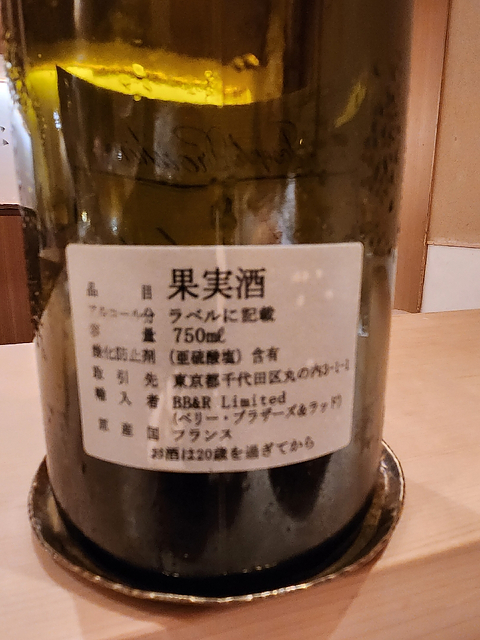 品目 果実酒
アルコール分 ラベルに記載
容量 750mℓ
酸化防止剤 (亜硫酸塩) 含有
取引先 東京都千代田区丸の内3-1-1
輸入者 BB&R Limited
(ベリー・ブラザーズ&ラッド)
原産国 フランス
お酒は20歳を過ぎてから